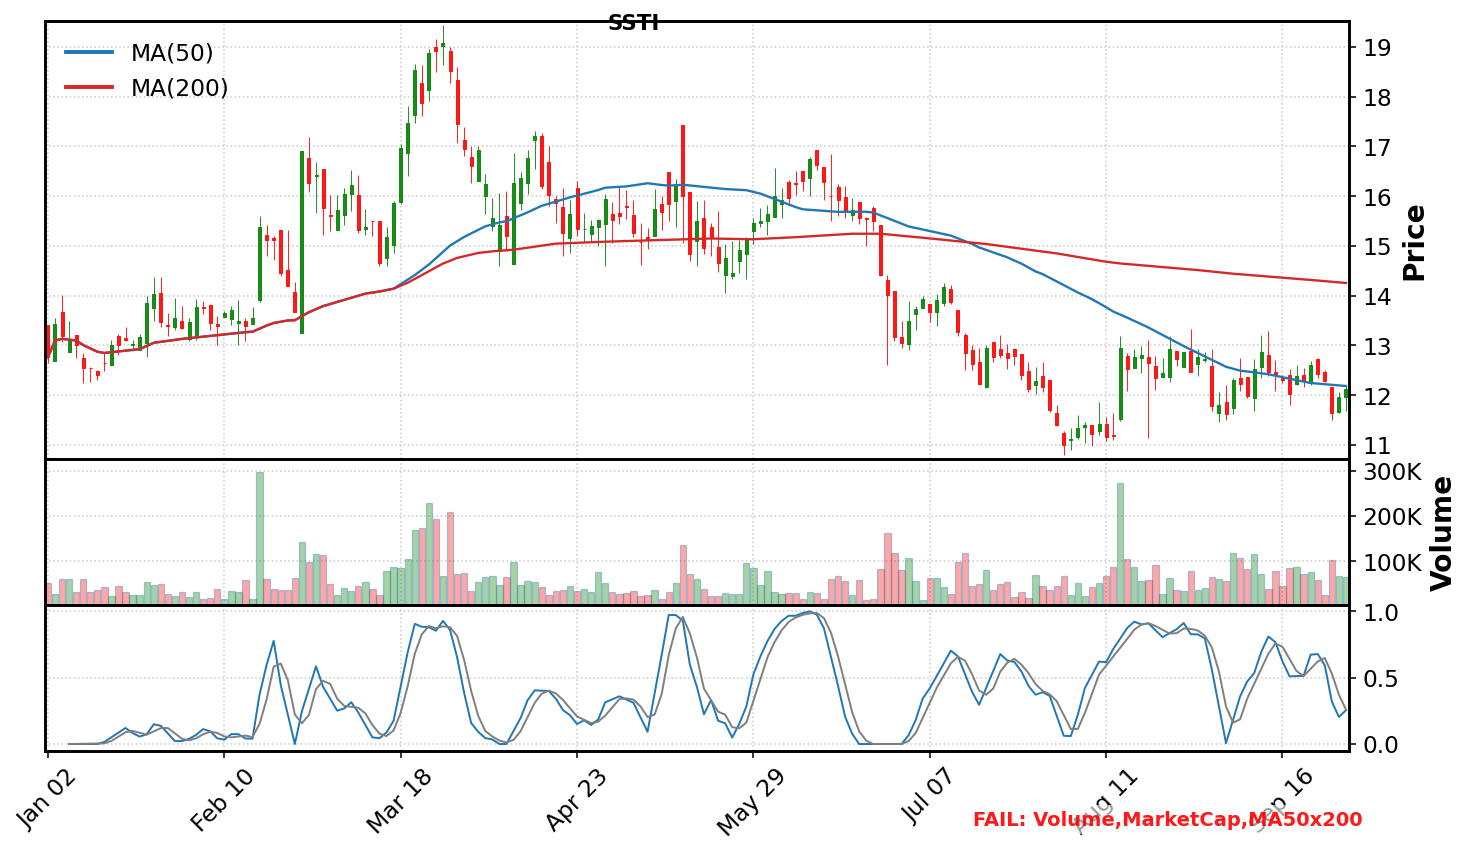 SSTI
MA(50)
MA(200)
19
18
17
16
15
14
13
12
11
Price
300K
200K
100K
Volume
1.0
0.5
0.0
Jan 02
Feb 10
Mar 18
Apr 23
May 29
Jul 07
Aug 11
Sep 16
FAIL: Volume,MarketCap,MA50x200